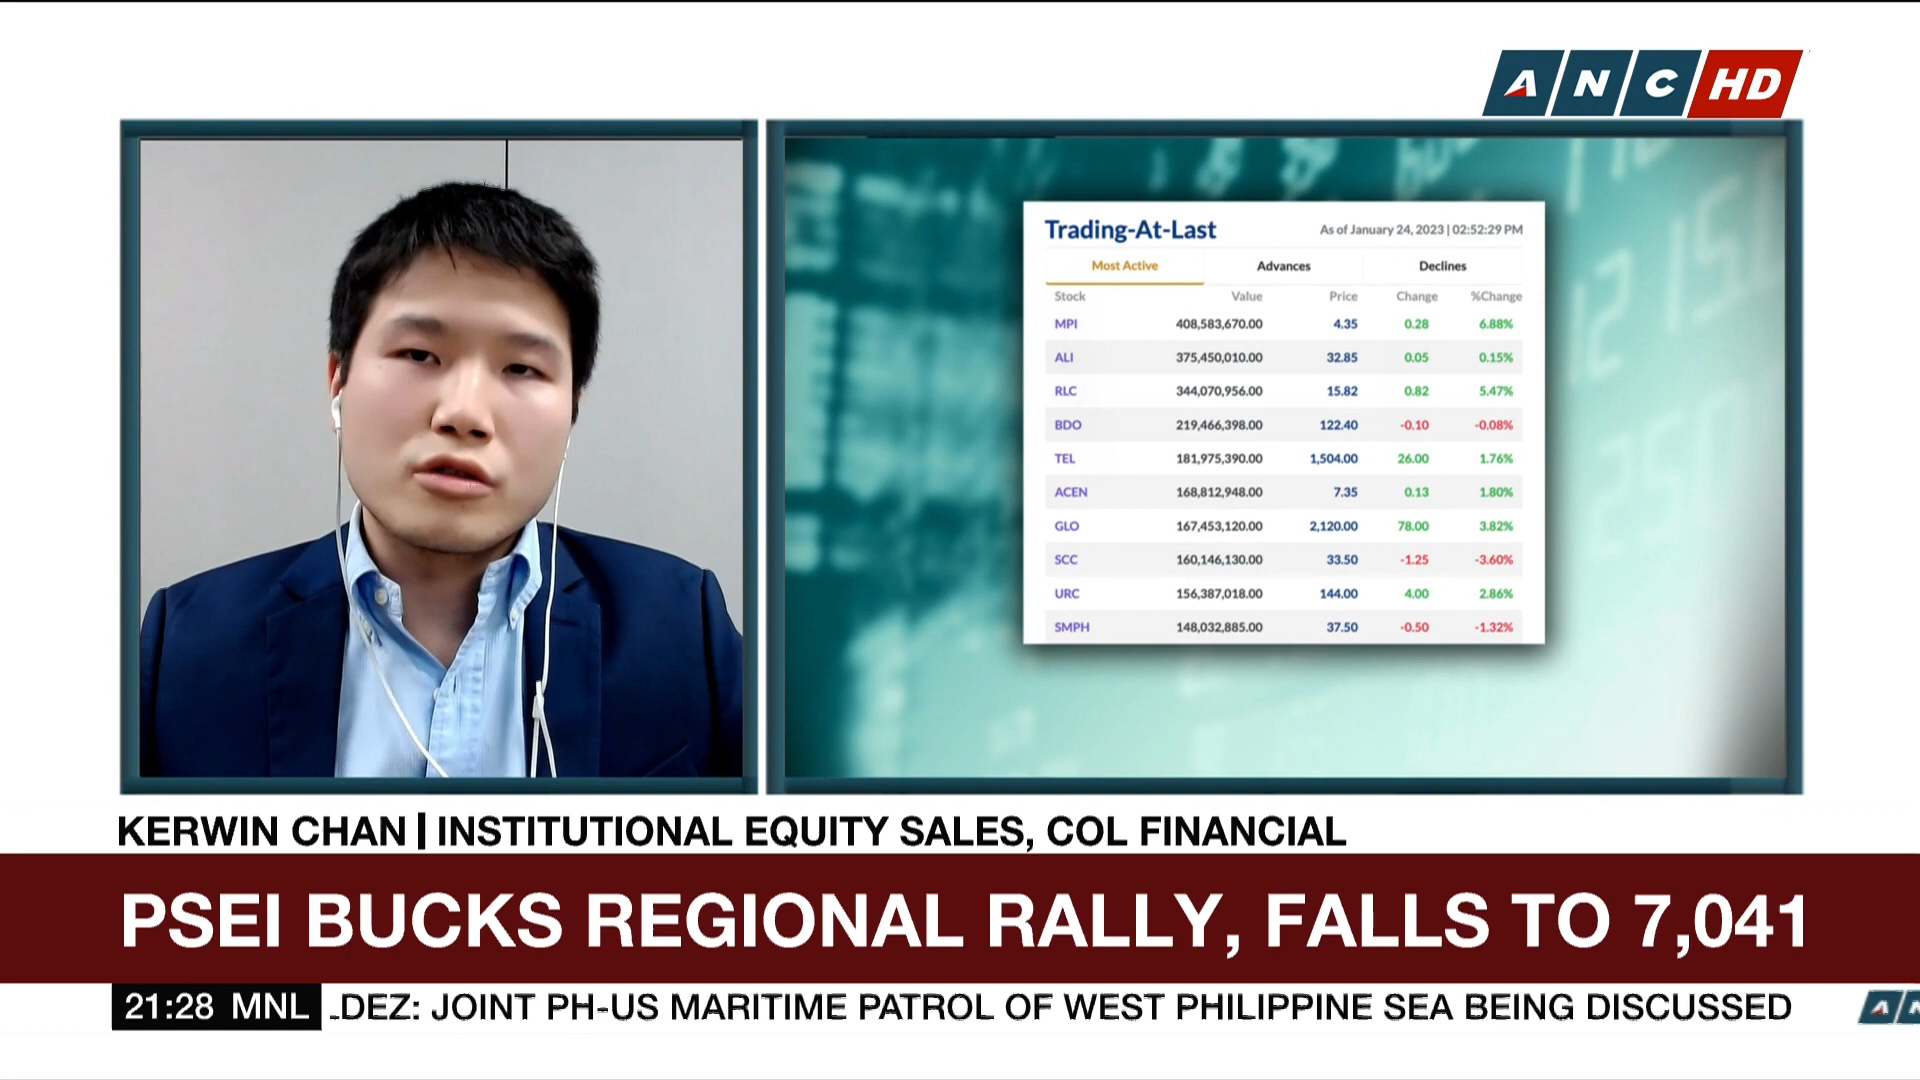 ANC HD
Trading-At-Last
As of January 24, 2023 | 02:52:29 PM
Most Active Advances Declines
Stock Value Price Change %Change
MPI 408,583,670.00 4.35 0.28 6.88%
ALI 375,450,010.00 32.85 0.05 0.15%
RLC 344,070,956.00 15.82 0.82 5.47%
BDO 219,466,398.00 122.40 -0.10 -0.08%
TEL 181,975,390.00 1,504.00 26.00 1.76%
ACEN 168,812,948.00 7.35 0.13 1.80%
GLO 167,453,120.00 2,120.00 78.00 3.82%
SCC 160,146,130.00 33.50 -1.25 -3.60%
URC 156,387,018.00 144.00 4.00 2.86%
SMPH 148,032,885.00 37.50 -0.50 -1.32%
KERWIN CHAN | INSTITUTIONAL EQUITY SALES, COL FINANCIAL
PSEI BUCKS REGIONAL RALLY, FALLS TO 7,041
21:28 MNL DEZ: JOINT PH-US MARITIME PATROL OF WEST PHILIPPINE SEA BEING DISCUSSED